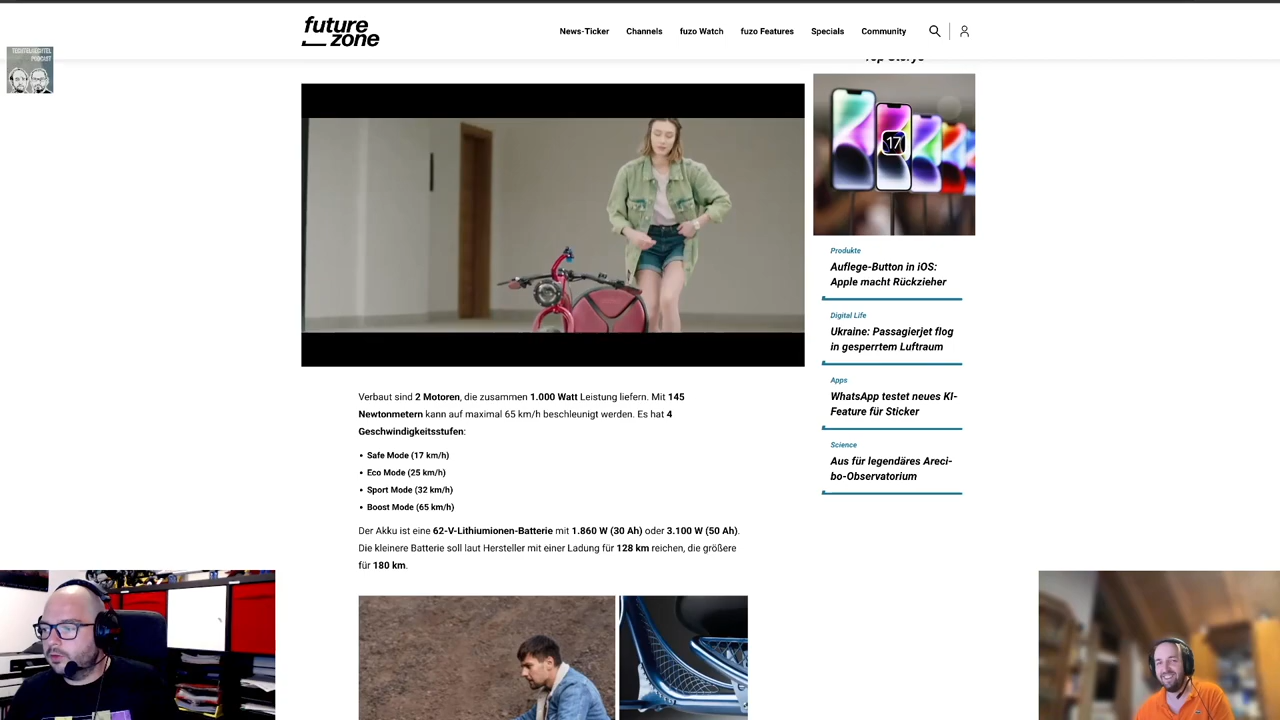 future
zone
News-Ticker
Channels
fuzo Watch
fuzo Features
Specials
Community
TECHTELMECHTEL
PODCAST
Top Storys
17
Produkte
Auflege-Button in iOS:
Apple macht Rückzieher
Digital Life
Ukraine: Passagierjet flog
in gesperrtem Luftraum
Apps
WhatsApp testet neues KI-
Feature für Sticker
Science
Aus für legendäres Areci-
bo-Observatorium
Verbaut sind 2 Motoren, die zusammen 1.000 Watt Leistung liefern. Mit 145
Newtonmetern kann auf maximal 65 km/h beschleunigt werden. Es hat 4
Geschwindigkeitsstufen:
• Safe Mode (17 km/h)
• Eco Mode (25 km/h)
• Sport Mode (32 km/h)
• Boost Mode (65 km/h)
Der Akku ist eine 62-V-Lithiumionen-Batterie mit 1.860 W (30 Ah) oder 3.100 W (50 Ah).
Die kleinere Batterie soll laut Hersteller mit einer Ladung für 128 km reichen, die größere
für 180 km.